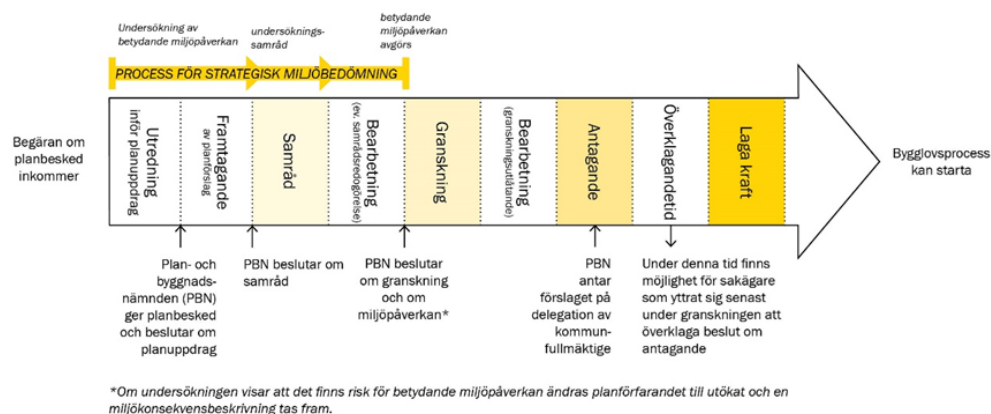 Undersökning av
betydande miljöpåverkan
undersöknings-
samråd
betydande
miljöpåverkan
avgörs
PROCESS FÖR STRATEGISK MILJÖBEDÖMNING
Begäran om
planbesked
inkommer
Utredning
inför planuppdrag
Framtagande
av planförslag
Samråd
Bearbetning
(ev. samrådsredogörelse)
Granskning
Bearbetning
(granskningsutlåtande)
Antagande
Överklagandetid
Laga kraft
Bygglovsprocess
kan starta
Plan- och
byggnads-
nämnden (PBN)
ger planbesked
och beslutar om
planuppdrag
PBN beslutar om
samråd
PBN beslutar
om granskning
och om
miljöpåverkan*
PBN
antar
förslaget på
delegation av
kommun-
fullmäktige
Under denna tid finns
möjlighet för sakägare
som yttrat sig senast
under granskningen att
överklaga beslut om
antagande
*Om undersökningen visar att det finns risk för betydande miljöpåverkan ändras planförfarandet till utökat och en
miljökonsekvensbeskrivning tas fram.